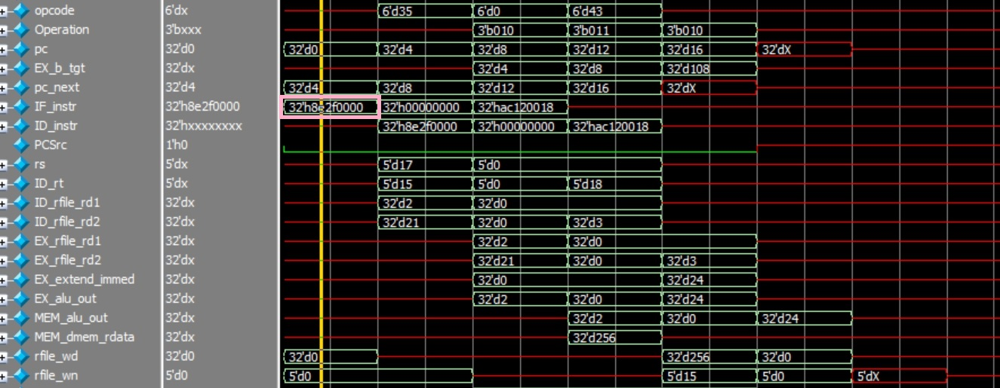 opcode 6'dx 6'd35 6'd0 6'd43
Operation 3'bxxx 3'b010 3'b011 3'b010
pc 32'd0 32'd0 32'd4 32'd8 32'd12 32'd16 32'dX
EX_b_tgt 32'dx 32'd4 32'd8 32'd108
pc_next 32'd4 32'd4 32'd8 32'd12 32'd16 32'dX
IF_instr 32'h8e2f0000 32'h8e2f0000 32'h00000000 32'hac120018
ID_instr 32'hxxxxxxxx 32'h8e2f0000 32'h00000000 32'hac120018
PCSrc 1'h0
rs 5'dx 5'd17 5'd0
ID_rt 5'dx 5'd15 5'd0 5'd18
ID_rfile_rd1 32'dx 32'd2 32'd0
ID_rfile_rd2 32'dx 32'd21 32'd0 32'd3
EX_rfile_rd1 32'dx 32'd2 32'd0
EX_rfile_rd2 32'dx 32'd21 32'd0 32'd3
EX_extend_immed 32'dx 32'd0 32'd24
EX_alu_out 32'dx 32'd2 32'd0 32'd24
MEM_alu_out 32'dx 32'd2 32'd0 32'd24
MEM_dmem_rdata 32'dx 32'd256
rfile_wd 32'd0 32'd0 32'd256 32'd0
rfile_wn 5'd0 5'd0 5'd15 5'd0 5'dX